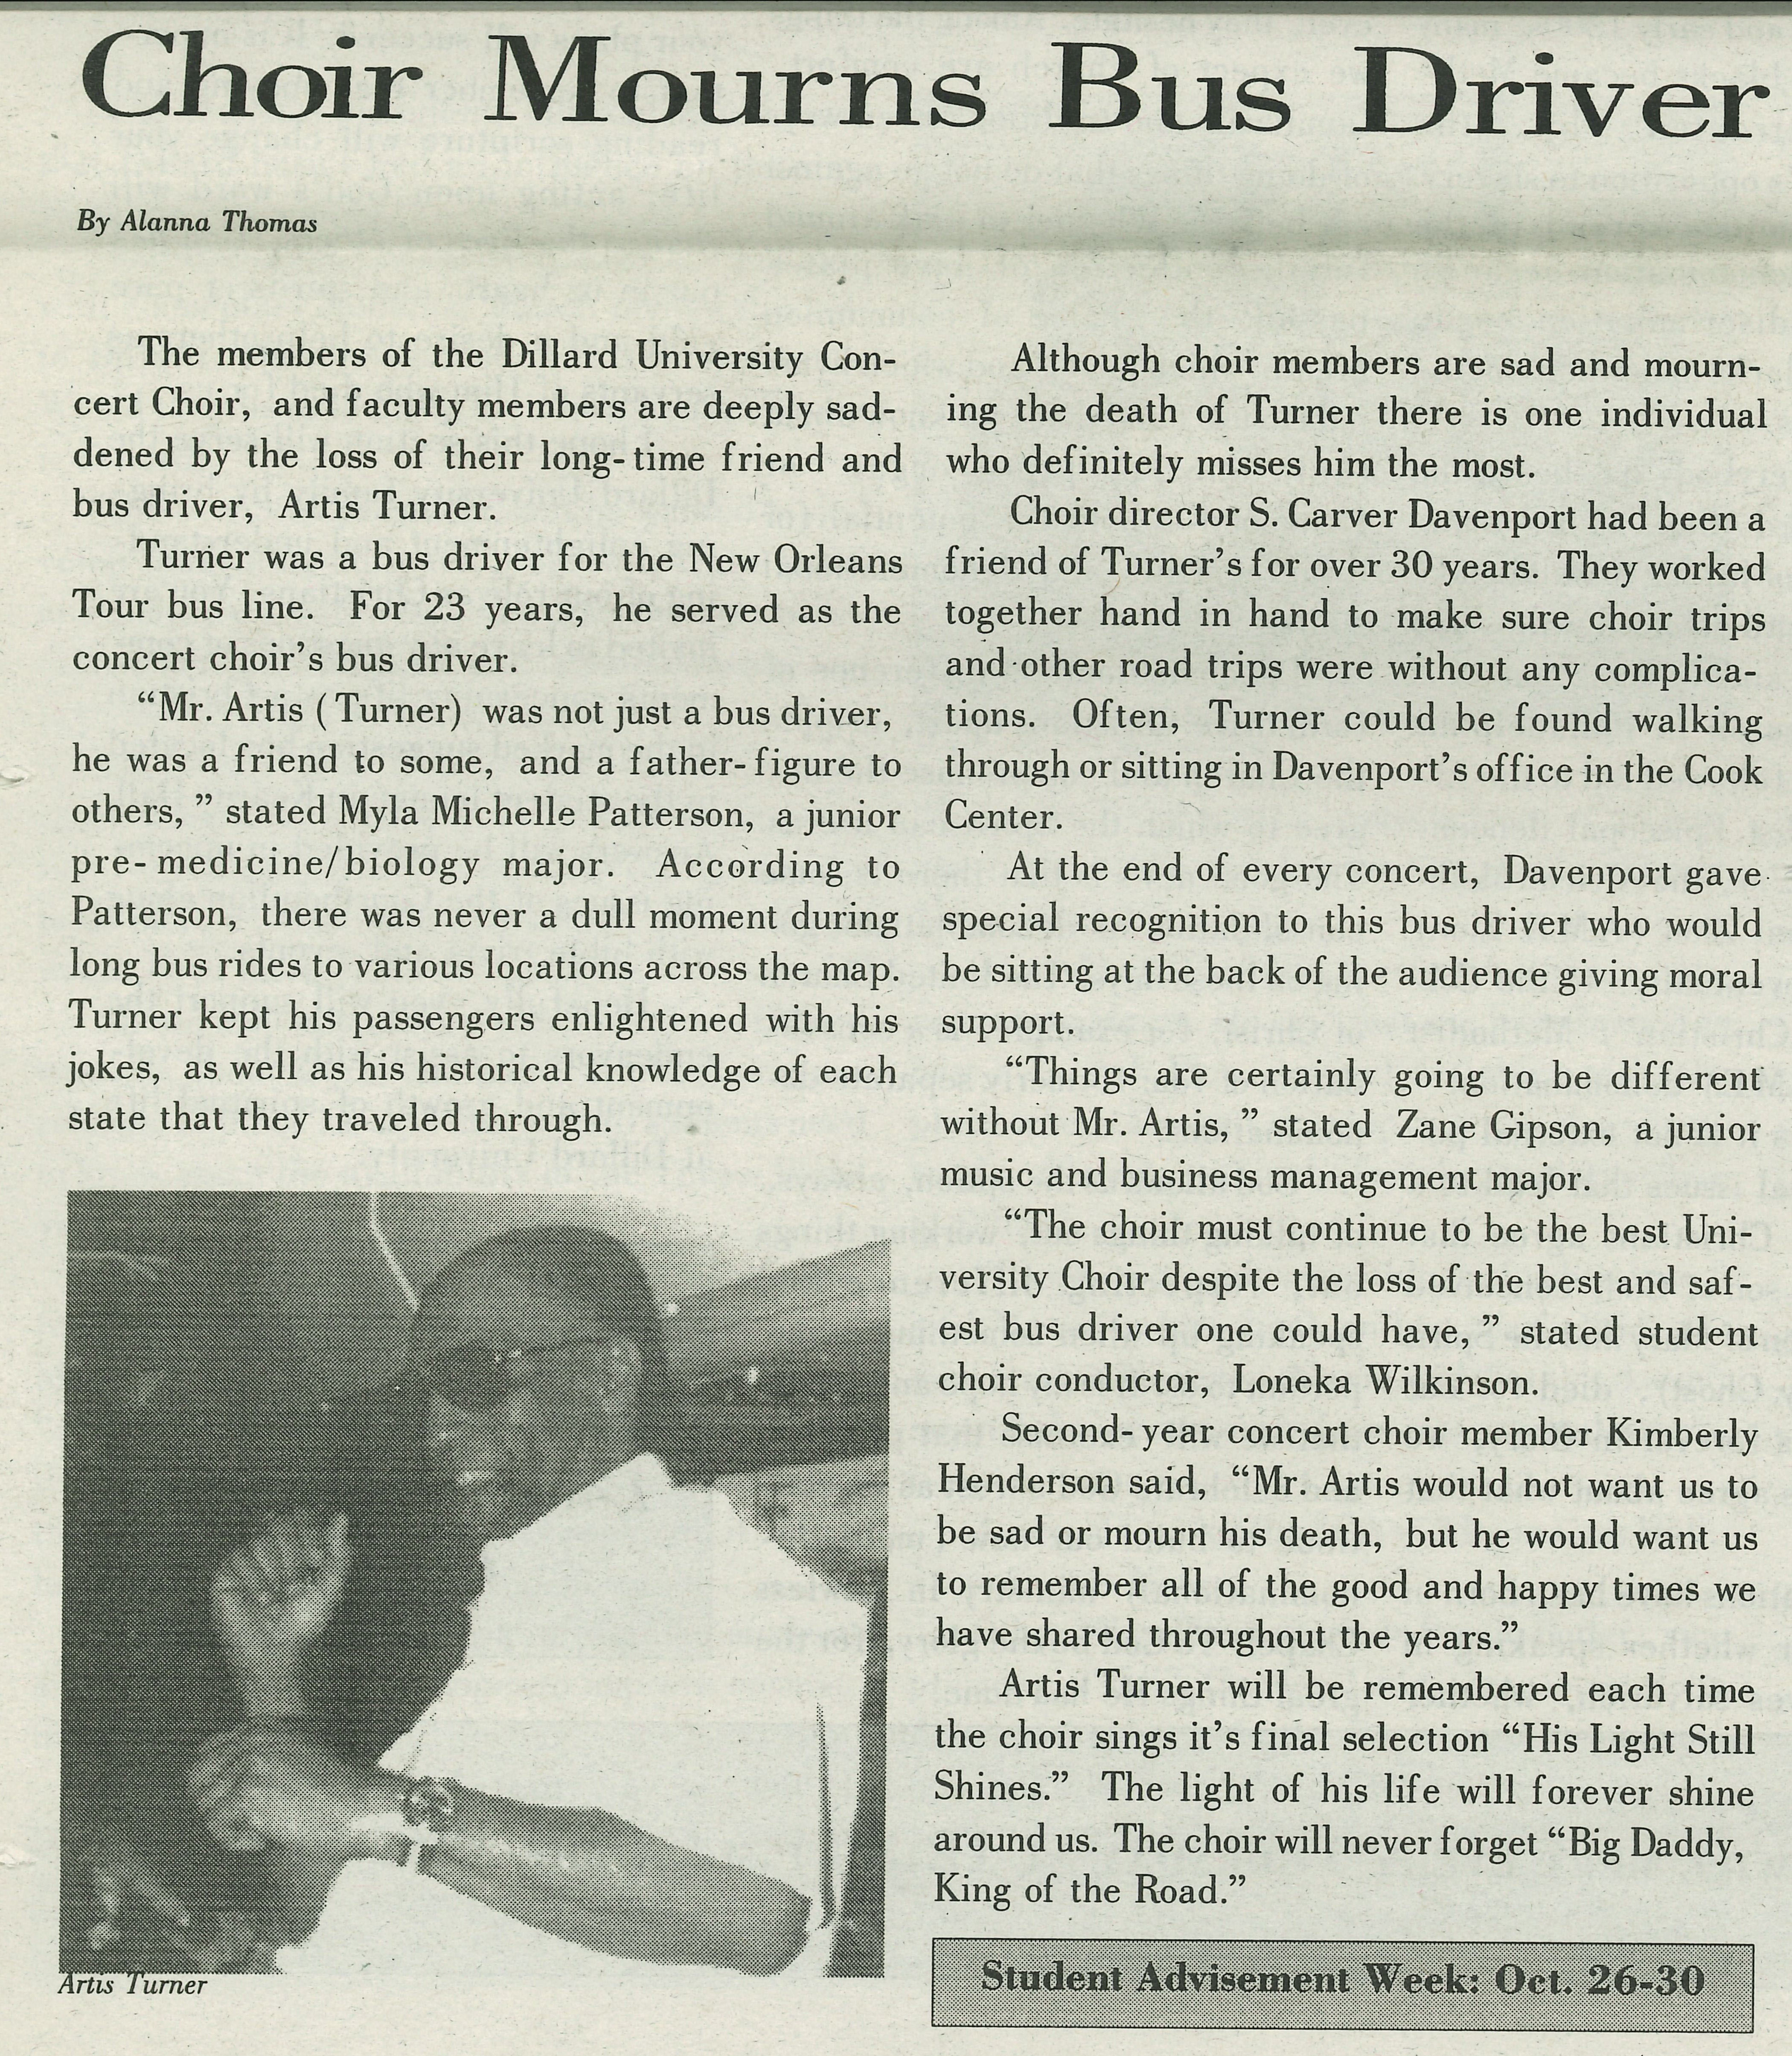 Choir Mourns Bus Driver
By Alanna Thomas
The members of the Dillard University Con-
cert Choir, and faculty members are deeply sad-
dened by the loss of their long-time friend and
bus driver, Artis Turner.
Turner was a bus driver for the New Orleans
Tour bus line. For 23 years, he served as the
concert choir's bus driver.
“Mr. Artis (Turner) was not just a bus driver,
he was a friend to some, and a father-figure to
others,” stated Myla Michelle Patterson, a junior
pre-medicine/biology major. According to
Patterson, there was never a dull moment during
long bus rides to various locations across the map.
Turner kept his passengers enlightened with his
jokes, as well as his historical knowledge of each
state that they traveled through.
Artis Turner
Although choir members are sad and mourn-
ing the death of Turner there is one individual
who definitely misses him the most.
Choir director S. Carver Davenport had been a
friend of Turner's for over 30 years. They worked
together hand in hand to make sure choir trips
and other road trips were without any complica-
tions. Often, Turner could be found walking
through or sitting in Davenport's office in the Cook
Center.
At the end of every concert, Davenport gave
special recognition to this bus driver who would
be sitting at the back of the audience giving moral
support.
“Things are certainly going to be different
without Mr. Artis,” stated Zane Gipson, a junior
music and business management major.
“The choir must continue to be the best Uni-
versity Choir despite the loss of the best and saf-
est bus driver one could have,” stated student
choir conductor, Loneka Wilkinson.
Second-year concert choir member Kimberly
Henderson said, “Mr. Artis would not want us to
be sad or mourn his death, but he would want us
to remember all of the good and happy times we
have shared throughout the years.”
Artis Turner will be remembered each time
the choir sings it's final selection “His Light Still
Shines.” The light of his life will forever shine
around us. The choir will never forget “Big Daddy,
King of the Road.”
Student Advisement Week: Oct. 26-30